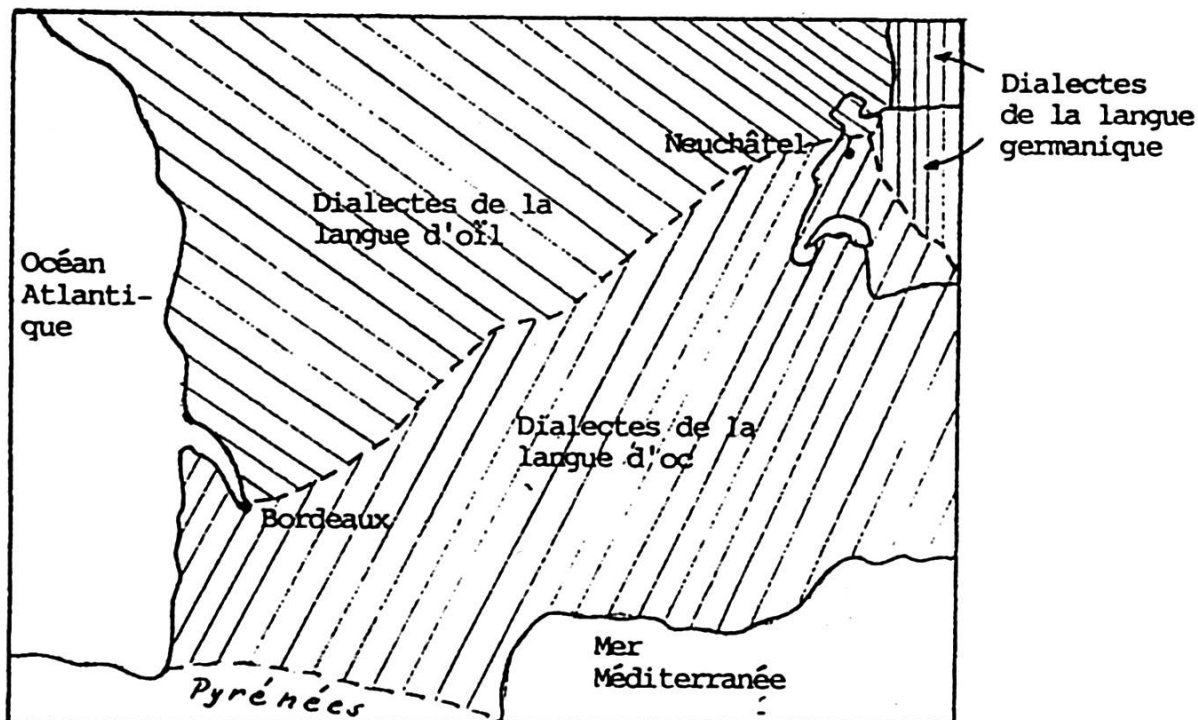 Dialectes
de la langue
germanique
Neuchâtel
Dialectes de la
langue d'oïl
Océan
Atlanti-
que
Dialectes de la
langue d'oc
Bordeaux
Mer
Méditerranée
Pyrénées